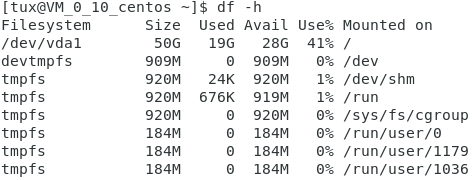 [tux@VM_0_10_centos ~]$ df -h
Filesystem      Size  Used Avail Use% Mounted on
/dev/vda1        50G   19G   28G  41% /
devtmpfs        909M     0  909M   0% /dev
tmpfs           920M   24K  920M   1% /dev/shm
tmpfs           920M  676K  919M   1% /run
tmpfs           920M     0  920M   0% /sys/fs/cgroup
tmpfs           184M     0  184M   0% /run/user/0
tmpfs           184M     0  184M   0% /run/user/1179
tmpfs           184M     0  184M   0% /run/user/1036